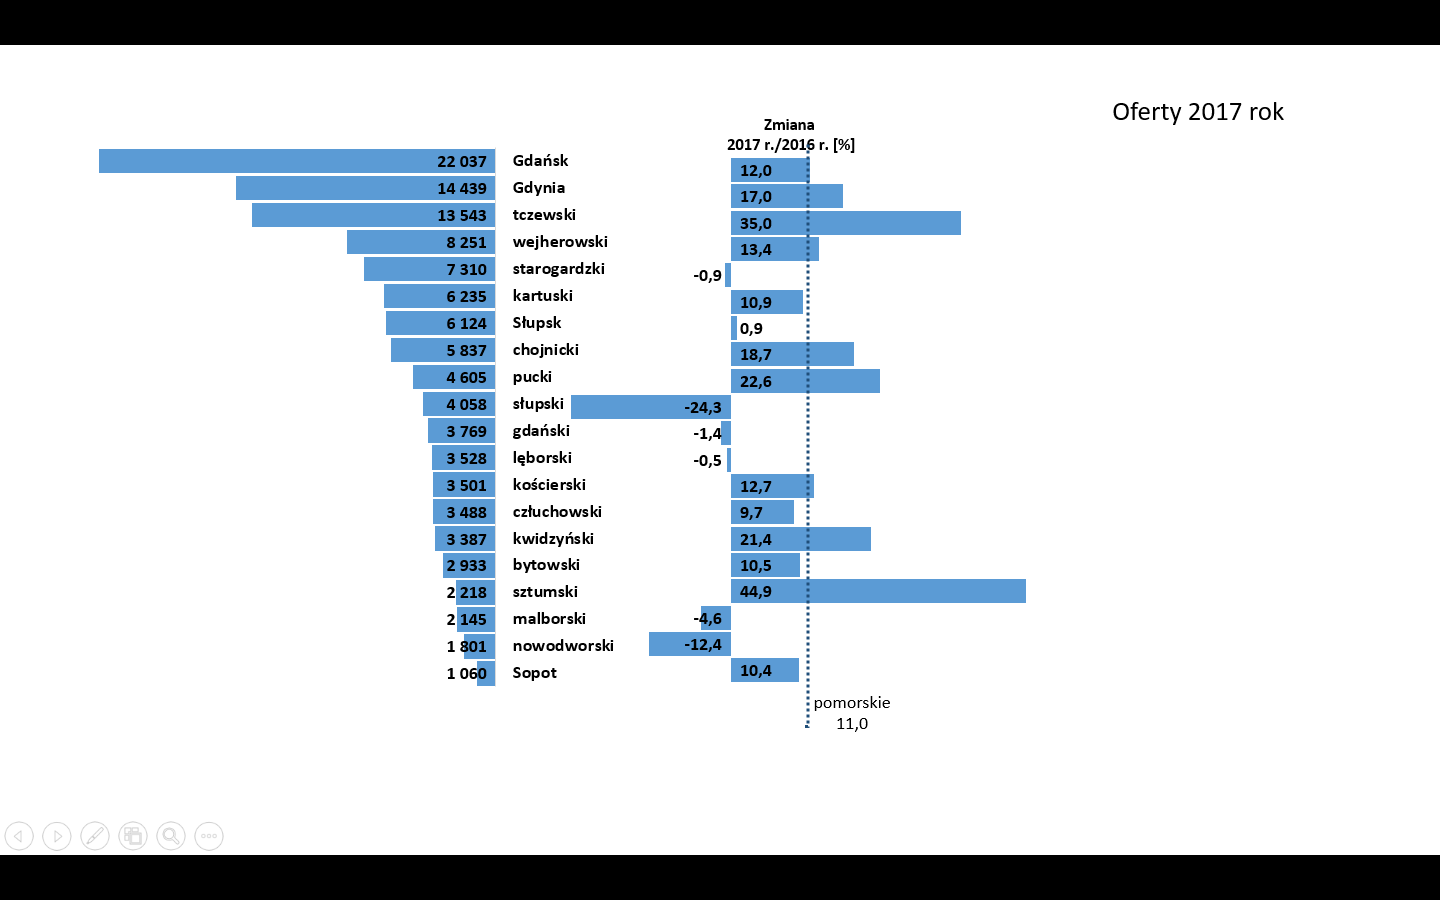 Oferty 2017 rok
Zmiana
2017 r./2016 r. [%]
22 037 Gdańsk 12,0
14 439 Gdynia 17,0
13 543 tczewski 35,0
8 251 wejherowski 13,4
7 310 starogardzki -0,9
6 235 kartuski 10,9
6 124 Słupsk 0,9
5 837 chojnicki 18,7
4 605 pucki 22,6
4 058 słupski -24,3
3 769 gdański -1,4
3 528 lęborski -0,5
3 501 kościerski 12,7
3 488 człuchowski 9,7
3 387 kwidzyński 21,4
2 933 bytowski 10,5
2 218 sztumski 44,9
2 145 malborski -4,6
1 801 nowodworski -12,4
1 060 Sopot 10,4
pomorskie
11,0